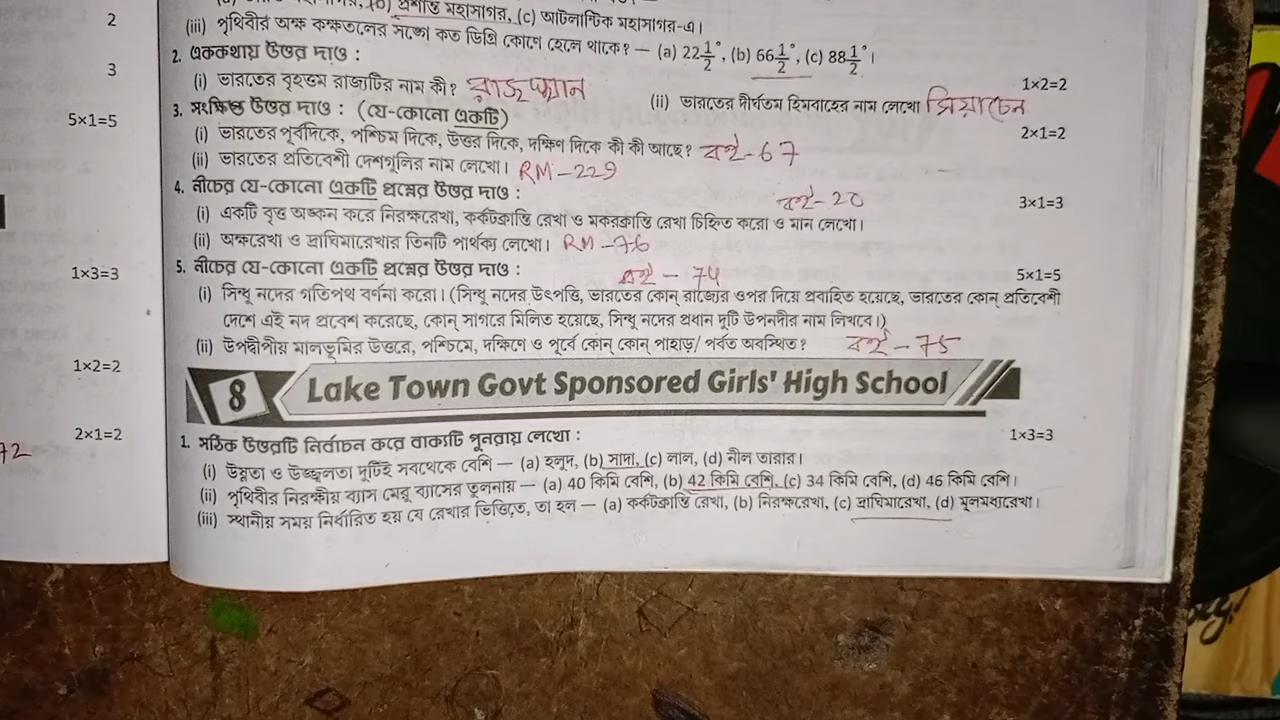 2
(b) প্রশান্ত মহাসাগর, (c) আটলান্টিক মহাসাগর-এ।
(iii) পৃথিবীর অক্ষ কক্ষতলের সঙ্গে কত ডিগ্রি কোণে হেলে থাকে? — (a) 22½°, (b) 66½°, (c) 88½°।
3
2. এককথায় উত্তর দাও :
1×2=2
(i) ভারতের বৃহত্তম রাজ্যটির নাম কী? রাজস্থান (ii) ভারতের দীর্ঘতম হিমবাহের নাম লেখো সিয়াচেন
5×1=5
3. সংক্ষিপ্ত উত্তর দাও : (যে-কোনো একটি)
2×1=2
(i) ভারতের পূর্বদিকে, পশ্চিম দিকে, উত্তর দিকে, দক্ষিণ দিকে কী কী আছে? বই-67
(ii) ভারতের প্রতিবেশী দেশগুলির নাম লেখো। RM-229
4. নীচের যে-কোনো একটি প্রশ্নের উত্তর দাও : বই-20
3×1=3
(i) একটি বৃত্ত অঙ্কন করে নিরক্ষরেখা, কর্কটক্রান্তি রেখা ও মকরক্রান্তি রেখা চিহ্নিত করো ও মান লেখো।
(ii) অক্ষরেখা ও দ্রাঘিমারেখার তিনটি পার্থক্য লেখো। RM-76
1×3=3
5. নীচের যে-কোনো একটি প্রশ্নের উত্তর দাও : বই - 74
5×1=5
(i) সিন্ধু নদের গতিপথ বর্ণনা করো। (সিন্ধু নদের উৎপত্তি, ভারতের কোন্ রাজ্যের ওপর দিয়ে প্রবাহিত হয়েছে, ভারতের কোন্ প্রতিবেশী
দেশে এই নদ প্রবেশ করেছে, কোন্ সাগরে মিলিত হয়েছে, সিন্ধু নদের প্রধান দুটি উপনদীর নাম লিখবে।)
(ii) উপদ্বীপীয় মালভূমির উত্তরে, পশ্চিমে, দক্ষিণে ও পূর্বে কোন্ কোন্ পাহাড়/ পর্বত অবস্থিত? বই - 75
1×2=2
8 Lake Town Govt Sponsored Girls' High School
2×1=2
72
1. সঠিক উত্তরটি নির্বাচন করে বাক্যটি পুনরায় লেখো :
1×3=3
(i) উষ্ণতা ও উজ্জ্বলতা দুটিই সবথেকে বেশি — (a) হলুদ, (b) সাদা, (c) লাল, (d) নীল তারার।
(ii) পৃথিবীর নিরক্ষীয় ব্যাস মেরু ব্যাসের তুলনায় — (a) 40 কিমি বেশি, (b) 42 কিমি বেশি, (c) 34 কিমি বেশি, (d) 46 কিমি বেশি।
(iii) স্থানীয় সময় নির্ধারিত হয় যে রেখার ভিত্তিতে, তা হল — (a) কর্কটক্রান্তি রেখা, (b) নিরক্ষরেখা, (c) দ্রাঘিমারেখা, (d) মূলমধ্যরেখা।